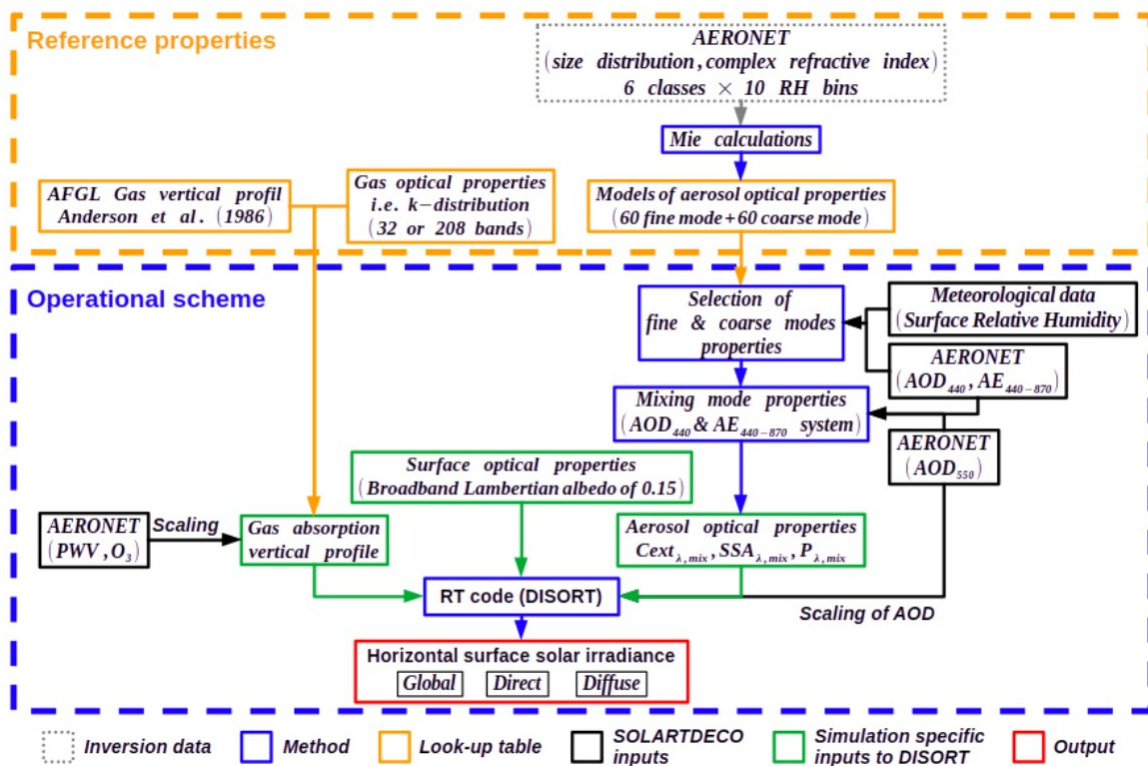 Reference properties
AERONET
(size distribution, complex refractive index)
6 classes × 10 RH bins
Mie calculations
AFGL Gas vertical profil
Anderson et al. (1986)
Gas optical properties
i.e. k−distribution
(32 or 208 bands)
Models of aerosol optical properties
(60 fine mode+60 coarse mode)
Operational scheme
Selection of
fine & coarse modes
properties
Meteorological data
(Surface Relative Humidity)
AERONET
(AOD440, AE440−870)
Mixing mode properties
(AOD440 & AE440−870 system)
AERONET
(AOD550)
Surface optical properties
(Broadband Lambertian albedo of 0.15)
AERONET
(PWV, O3)
Scaling
Gas absorption
vertical profile
Aerosol optical properties
Cextλ,mix, SSAλ,mix, Pλ,mix
RT code (DISORT)
Scaling of AOD
Horizontal surface solar irradiance
Global Direct Diffuse
Inversion data
Method
Look-up table
SOLARTDECO
inputs
Simulation specific
inputs to DISORT
Output